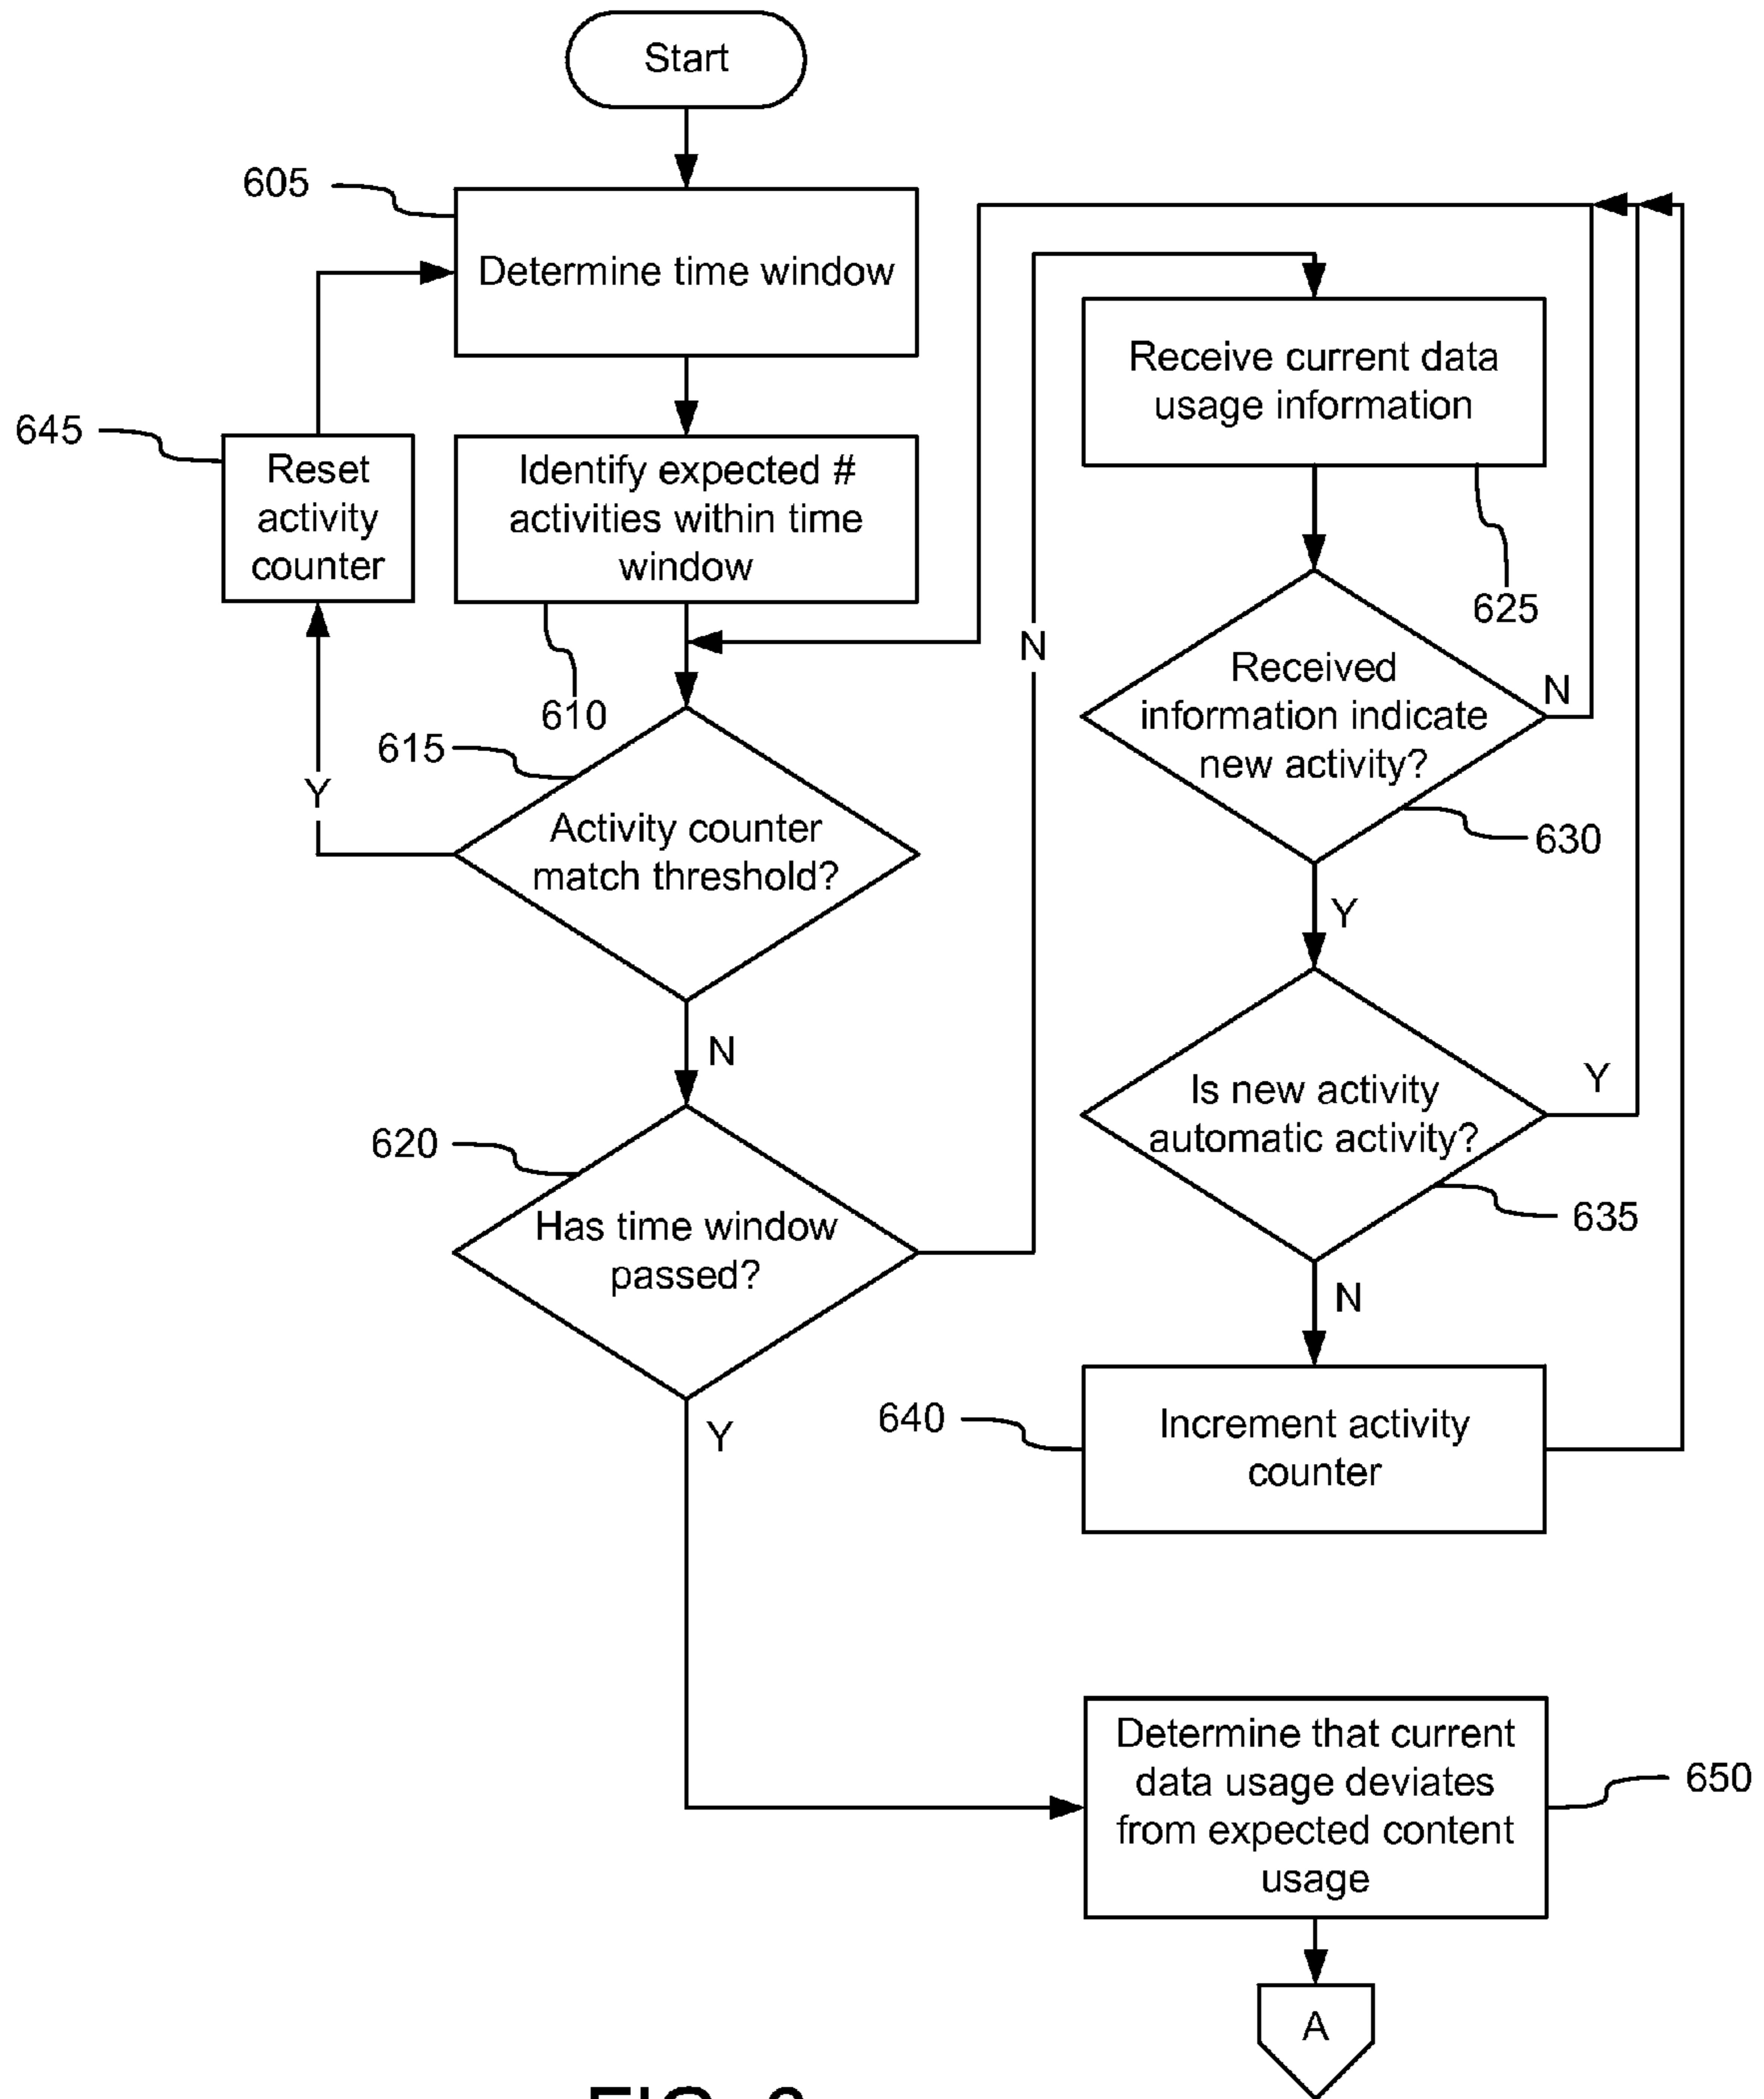 Start
605
Determine time window
645
Reset
activity
counter
Identify expected #
activities within time
window
610
Y
615
Activity counter
match threshold?
N
620
Has time window
passed?
Y
N
Receive current data
usage information
625
Received
information indicate
new activity?
N
630
Y
Is new activity
automatic activity?
Y
635
N
640
Increment activity
counter
Determine that current
data usage deviates
from expected content
usage
650
A